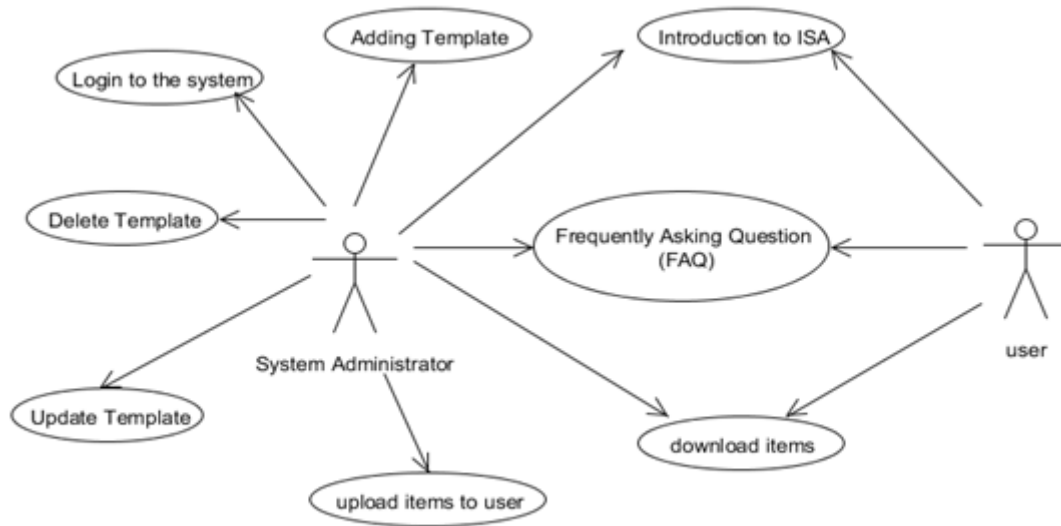 Adding Template
Introduction to ISA
Login to the system
Delete Template
Frequently Asking Question
(FAQ)
System Administrator
user
Update Template
download items
upload items to user